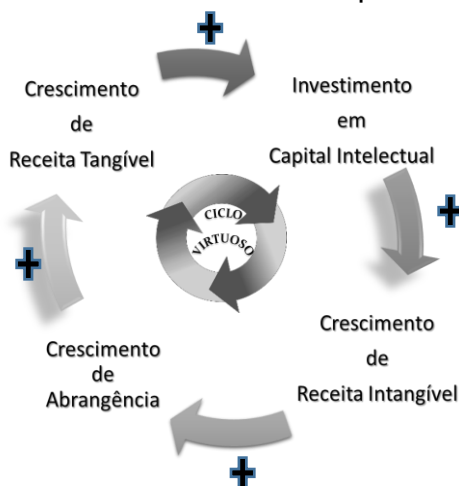 Crescimento
de
Receita Tangível
Investimento
em
Capital Intelectual
CICLO
VIRTUOSO
Crescimento
de
Abrangência
Crescimento
de
Receita Intangível